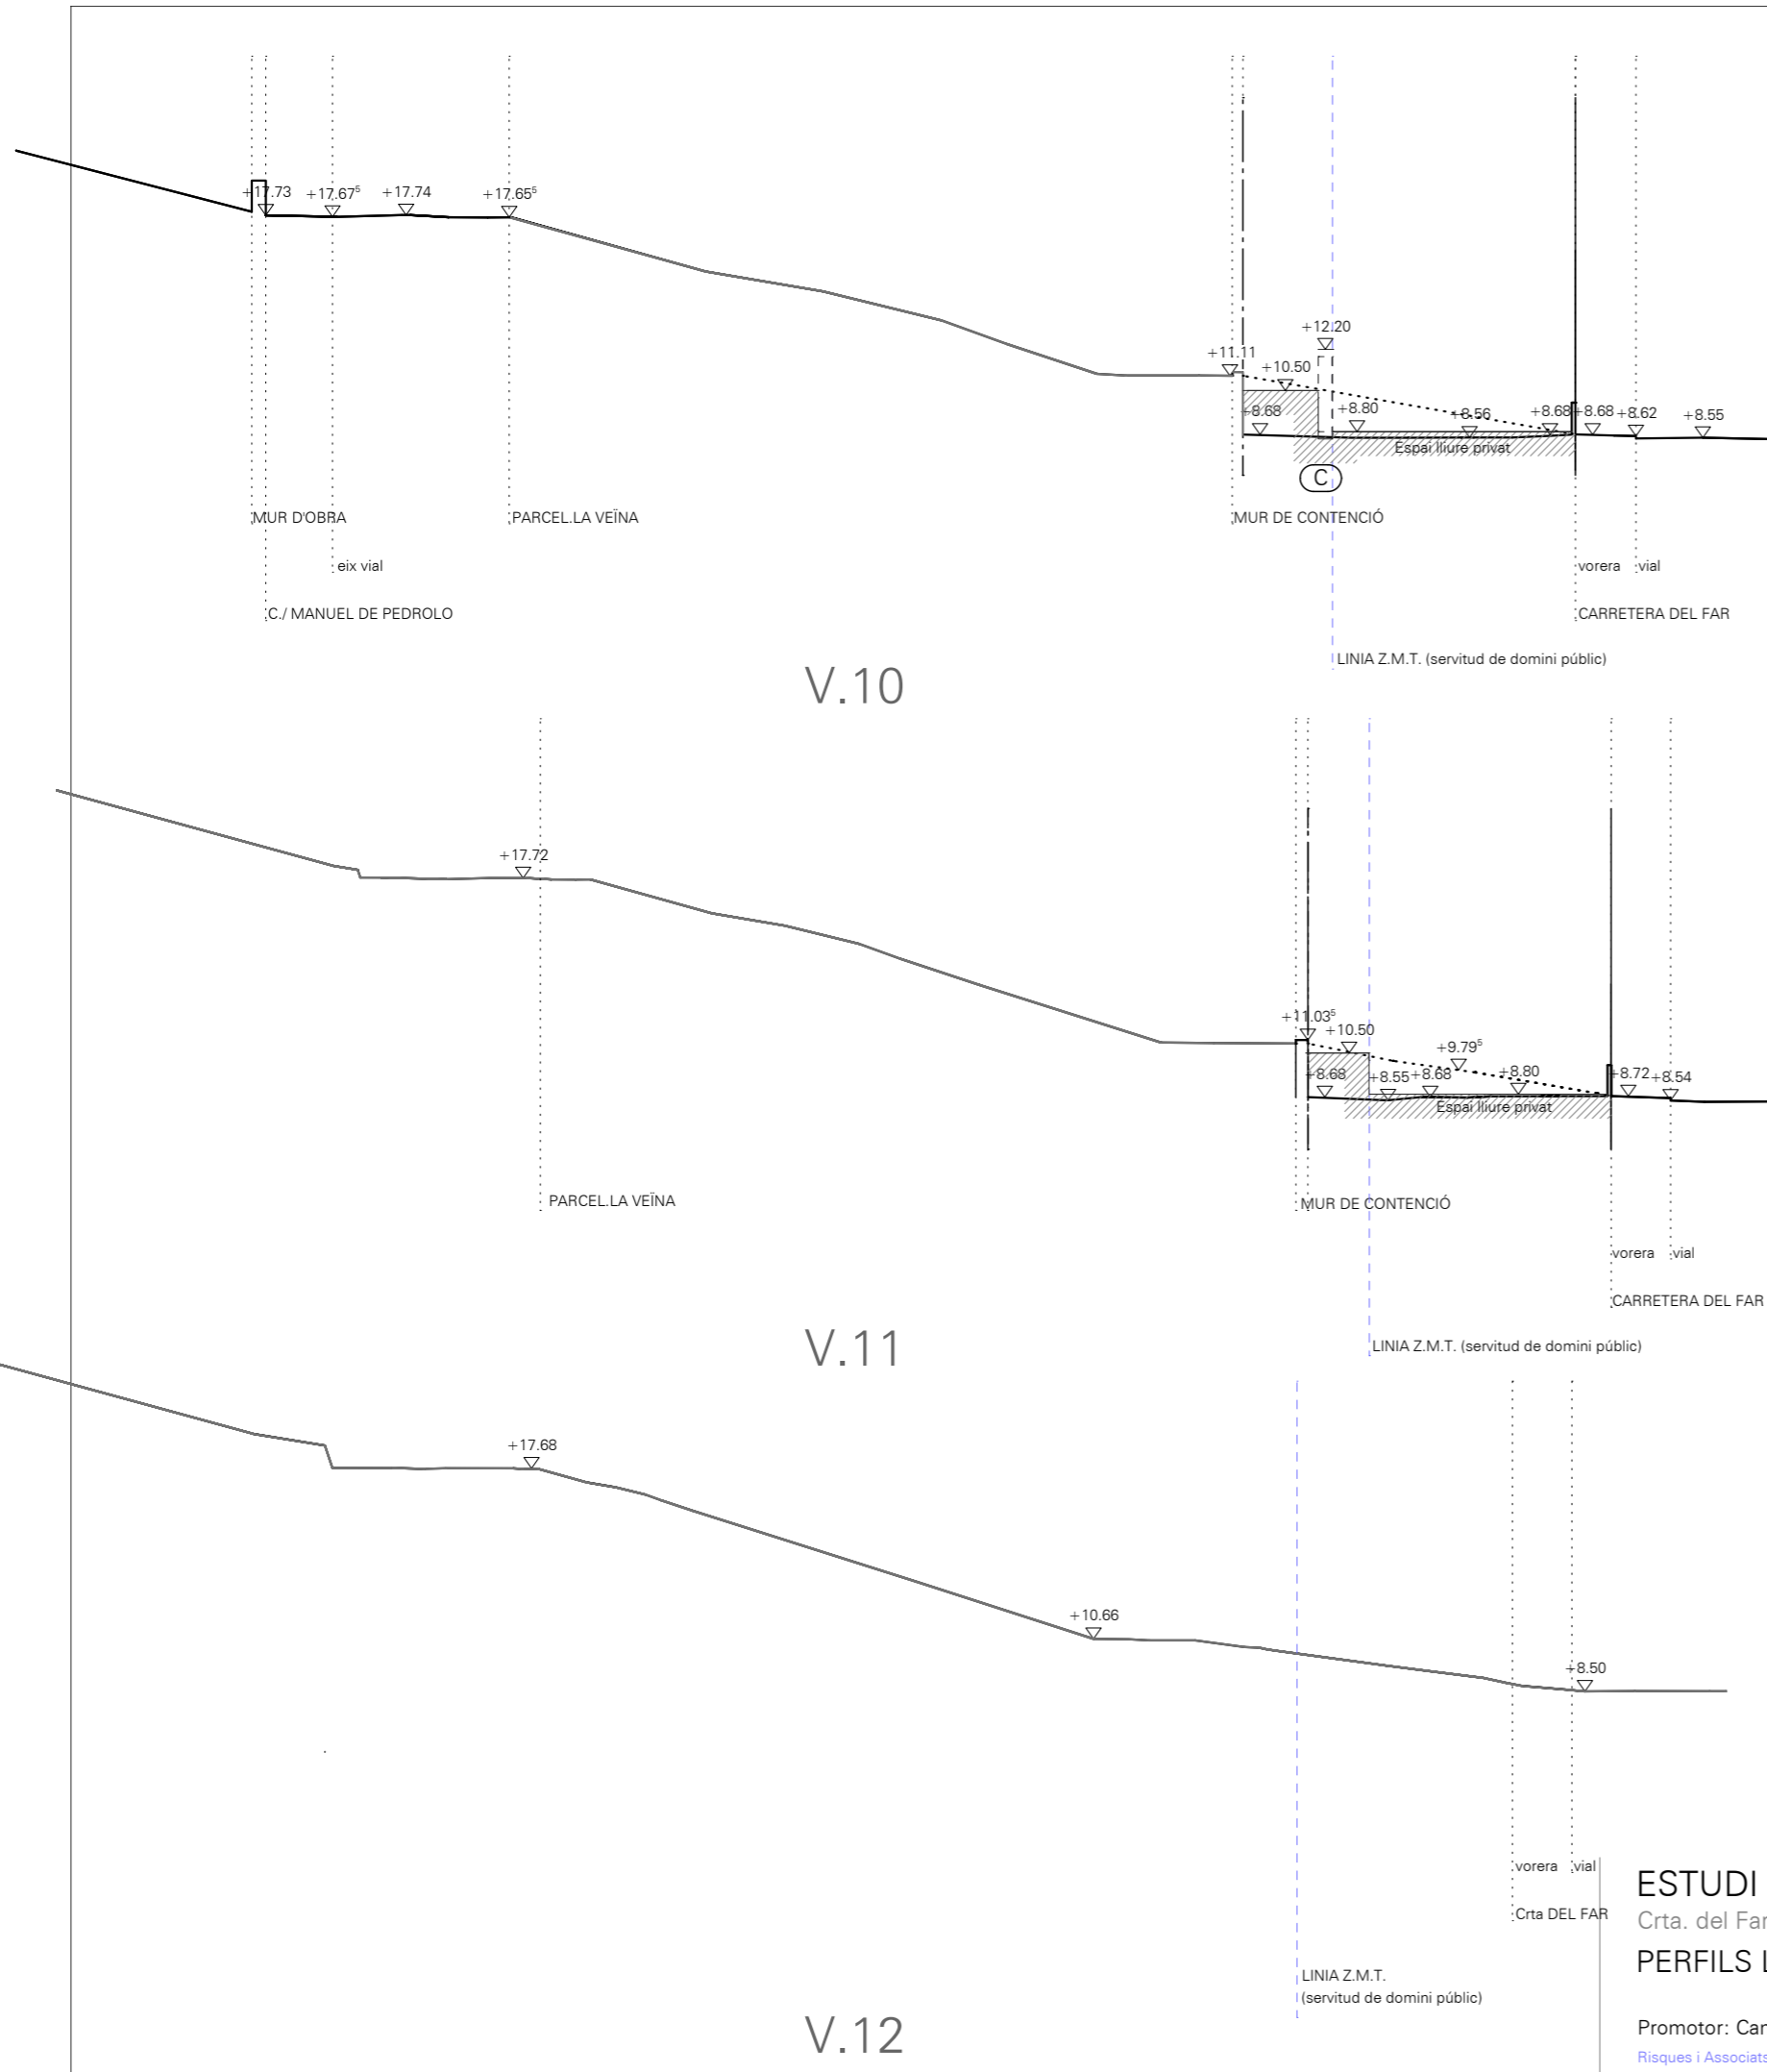 +17.73 +17.67⁵ +17.74 +17.65⁵
+12.20
+11.11
+10.50
+8.68 +8.80 +8.56 +8.68 +8.68 +8.62 +8.55
Espai lliure privat
C
MUR D'OBRA PARCEL.LA VEÏNA MUR DE CONTENCIÓ
eix vial vorera vial
C./ MANUEL DE PEDROLO CARRETERA DEL FAR
LINIA Z.M.T. (servitud de domini públic)
V.10
+17.72
+11.03⁵
+10.50
+9.79⁵
+8.68 +8.55 +8.68 +8.80 +8.72 +8.54
Espai lliure privat
PARCEL.LA VEÏNA MUR DE CONTENCIÓ
vorera vial
CARRETERA DEL FAR
LINIA Z.M.T. (servitud de domini públic)
V.11
+17.68
+10.66
+8.50
vorera vial
Crta DEL FAR
LINIA Z.M.T.
(servitud de domini públic)
V.12
ESTUDI
Crta. del Far
PERFILS L
Promotor: Can
Risques i Associats